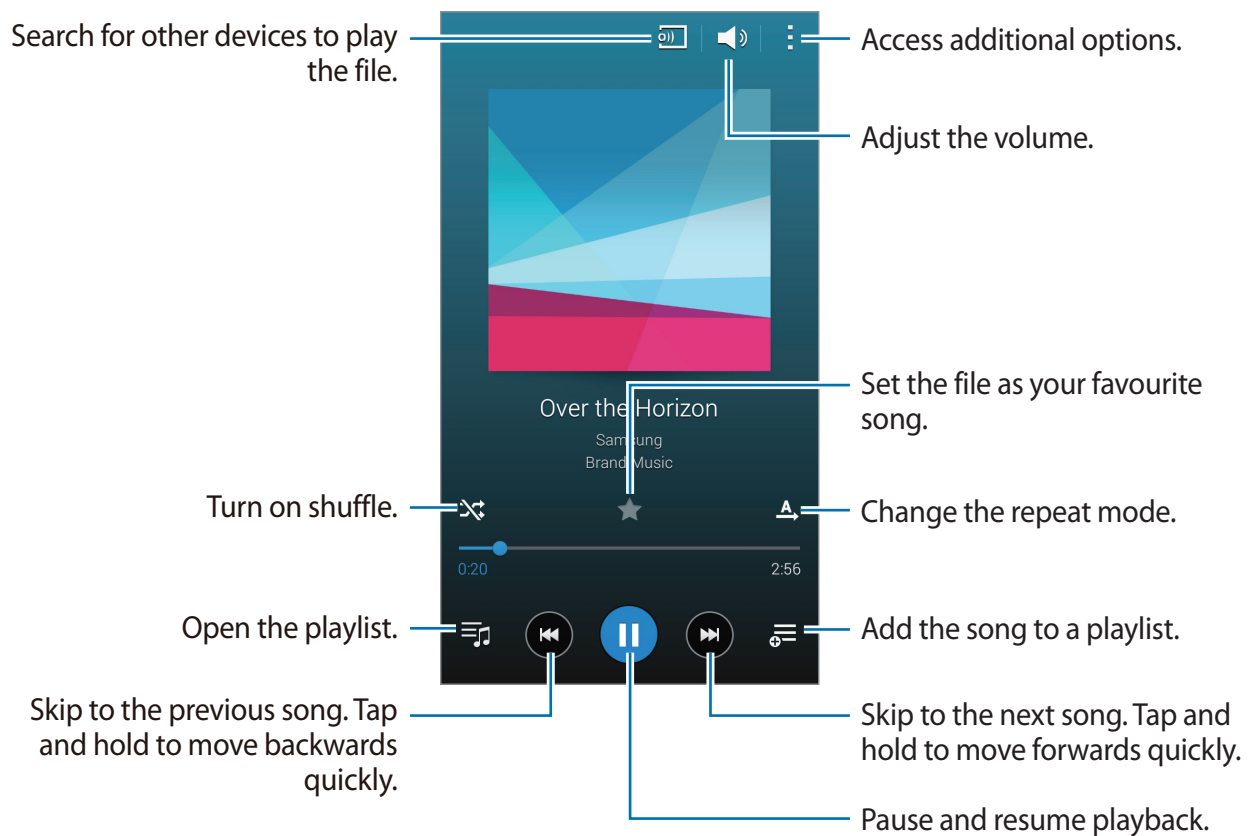 Search for other devices to play
the file.
Access additional options.
Adjust the volume.
Set the file as your favourite
song.
Over the Horizon
Samsung
Brand Music
Turn on shuffle.
A
Change the repeat mode.
0:20
2:56
Open the playlist.
Add the song to a playlist.
Skip to the previous song. Tap
and hold to move backwards
quickly.
Skip to the next song. Tap and
hold to move forwards quickly.
Pause and resume playback.